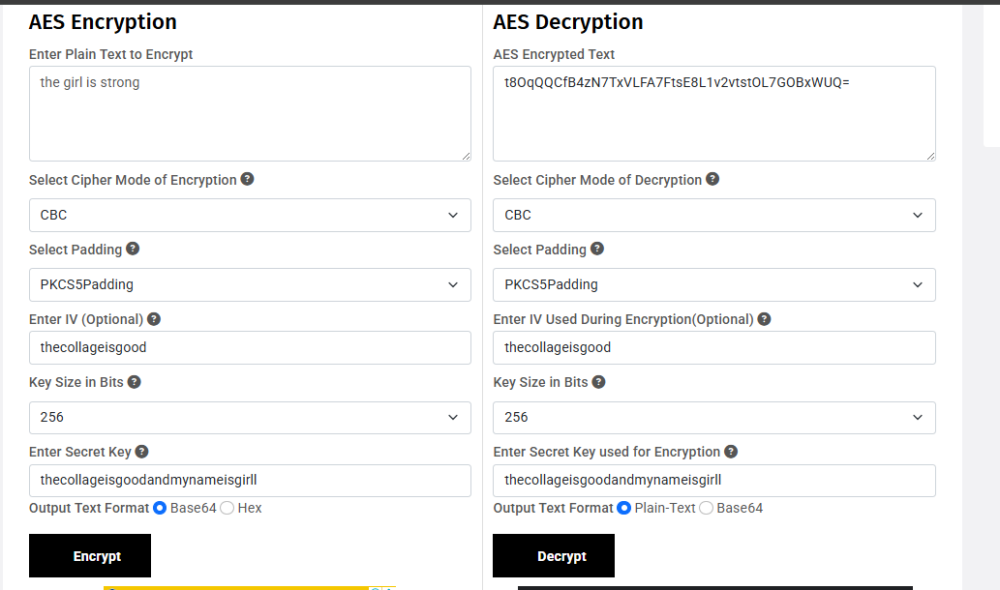 AES Encryption
Enter Plain Text to Encrypt
the girl is strong
Select Cipher Mode of Encryption ?
CBC
Select Padding ?
PKCS5Padding
Enter IV (Optional) ?
thecollageisgood
Key Size in Bits ?
256
Enter Secret Key ?
thecollageisgoodandmynameisgirll
Output Text Format Base64 Hex
Encrypt
AES Decryption
AES Encrypted Text
t8OqQQCfB4zN7TxVLFA7FtsE8L1v2vtstOL7GOBxWUQ=
Select Cipher Mode of Decryption ?
CBC
Select Padding ?
PKCS5Padding
Enter IV Used During Encryption(Optional) ?
thecollageisgood
Key Size in Bits ?
256
Enter Secret Key used for Encryption ?
thecollageisgoodandmynameisgirll
Output Text Format Plain-Text Base64
Decrypt